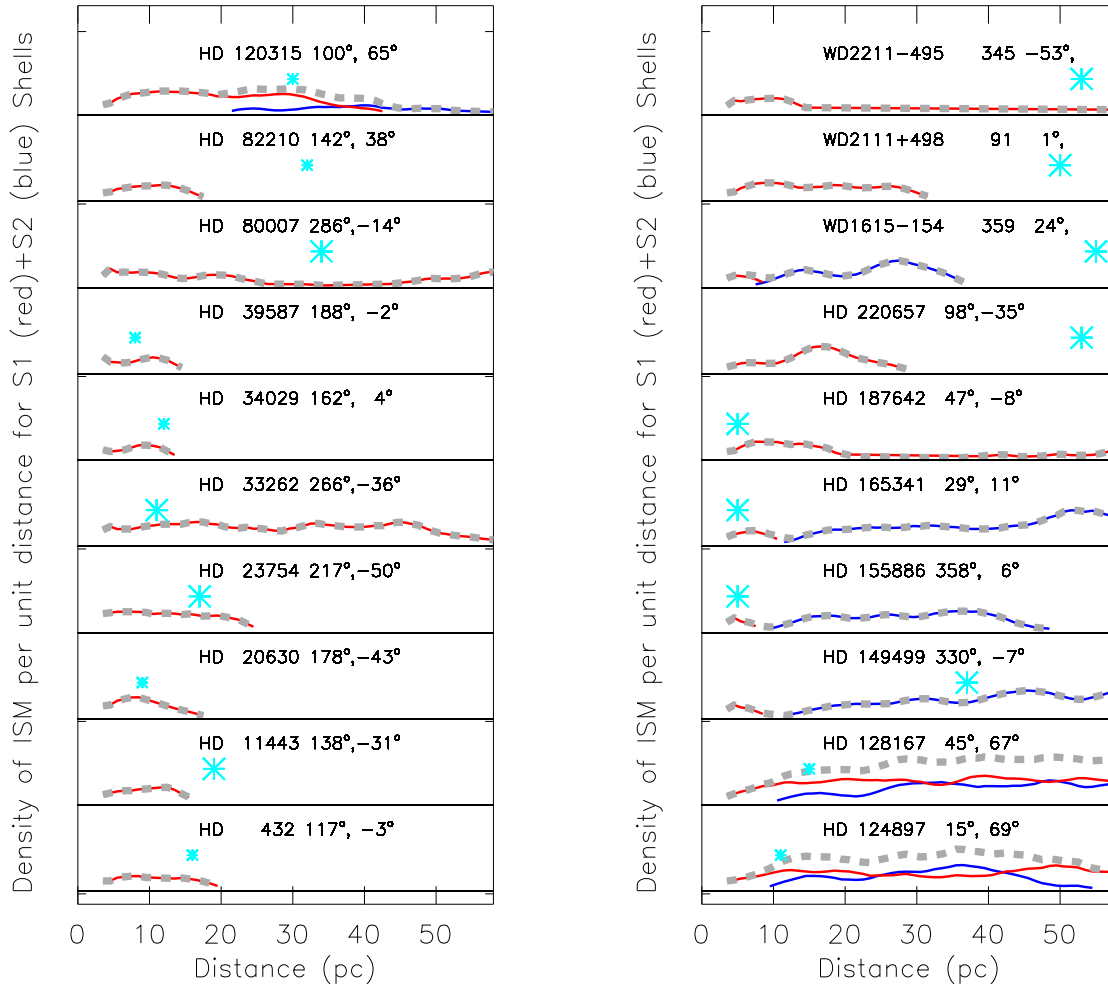 Density of ISM per unit distance for S1 (red)+S2 (blue) Shells
HD 120315 100°, 65°
HD 82210 142°, 38°
HD 80007 286°,-14°
HD 39587 188°, -2°
HD 34029 162°, 4°
HD 33262 266°,-36°
HD 23754 217°,-50°
HD 20630 178°,-43°
HD 11443 138°,-31°
HD 432 117°, -3°
0 10 20 30 40 50
Distance (pc)
Density of ISM per unit distance for S1 (red)+S2 (blue) Shells
WD2211-495 345 -53°,
WD2111+498 91 1°,
WD1615-154 359 24°,
HD 220657 98°,-35°
HD 187642 47°, -8°
HD 165341 29°, 11°
HD 155886 358°, 6°
HD 149499 330°, -7°
HD 128167 45°, 67°
HD 124897 15°, 69°
0 10 20 30 40 50
Distance (pc)